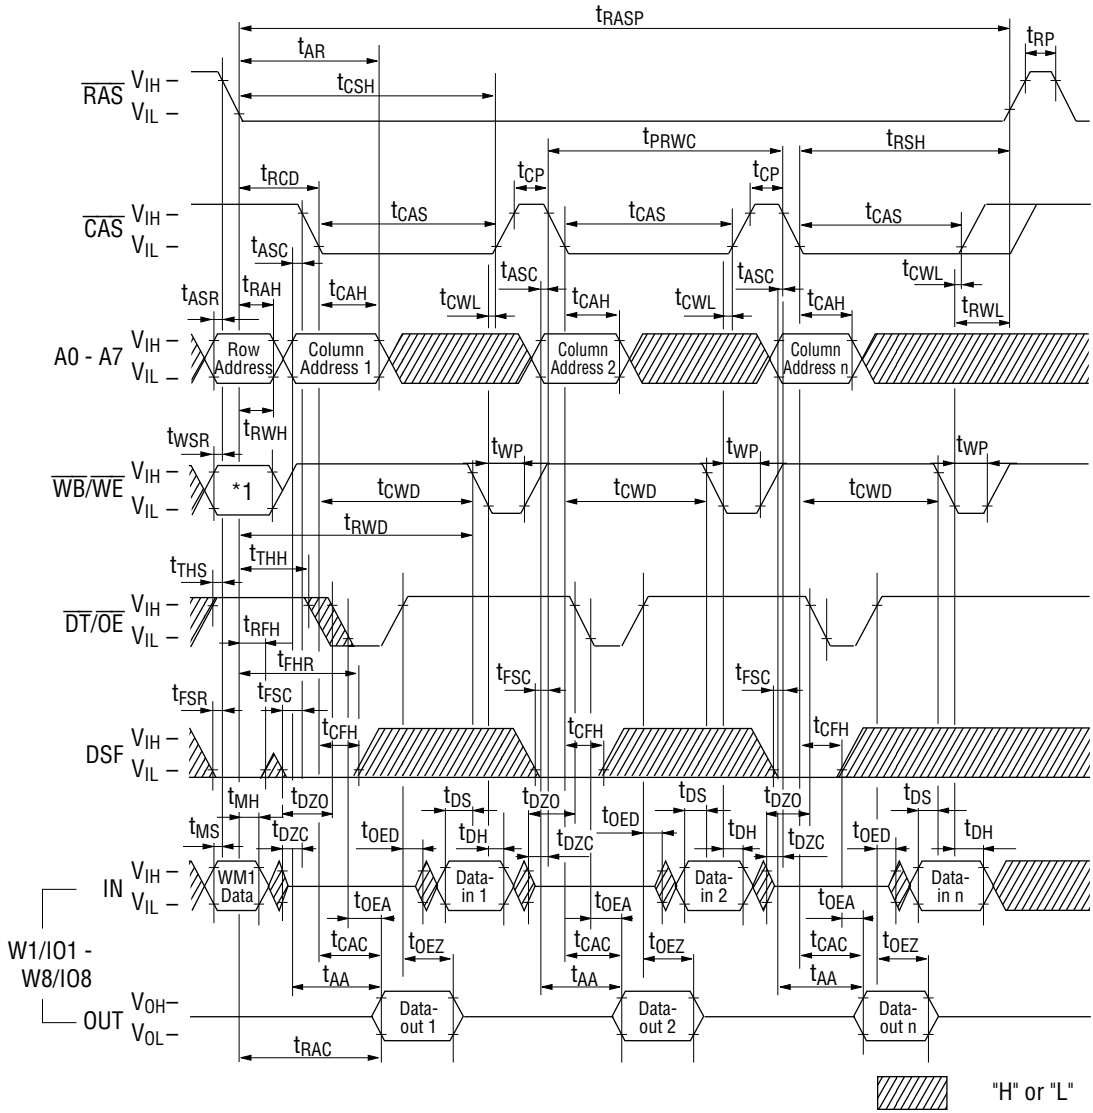 tRASP
tAR
tRP
RAS
VIH
VIL
tCSH
tPRWC
tRSH
tRCD
tCP
tCP
CAS
VIH
VIL
tCAS
tCAS
tCAS
tASC
tASC
tASC
tCWL
tASR
tRAH
tCAH
tCWL
tCAH
tCWL
tCAH
tRWL
A0 - A7
VIH
VIL
Row Address
Column Address 1
Column Address 2
Column Address n
tRWH
tWSR
tWP
tWP
tWP
WB/WE
VIH
VIL
*1
tCWD
tCWD
tCWD
tRWD
tTHH
tTHS
DT/OE
VIH
VIL
tRFH
tFHR
tFSC
tFSC
tFSR
tFSC
tCFH
tCFH
tCFH
DSF
VIH
VIL
tMH
tDZO
tDS
tDZO
tDS
tDZO
tDS
tMS
tDZC
tOED
tDH
tDZC
tOED
tDH
tDZC
tOED
tDH
IN
VIH
VIL
WM1 Data
Data-in 1
Data-in 2
Data-in n
tOEA
tOEA
tOEA
W1/IO1 -
W8/IO8
tCAC
tOEZ
tCAC
tOEZ
tCAC
tOEZ
tAA
tAA
tAA
OUT
VOH
VOL
Data-out 1
Data-out 2
Data-out n
tRAC
"H" or "L"